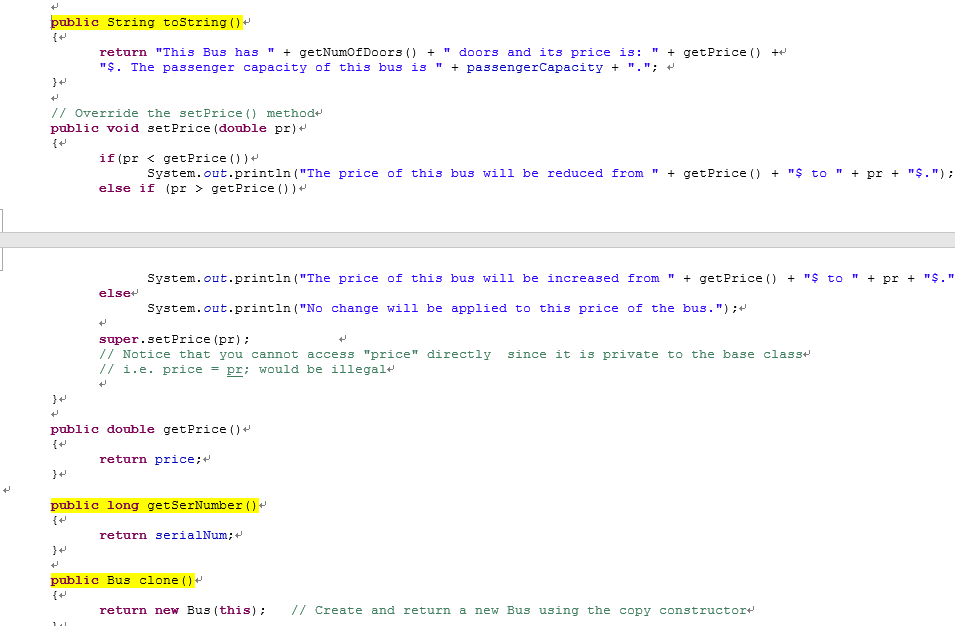 public String toString()
{
return "This Bus has " + getNumOfDoors() + " doors and its price is: " + getPrice() +
"$. The passenger capacity of this bus is " + passengerCapacity + ".";
}
// Override the setPrice() method
public void setPrice(double pr)
{
if(pr < getPrice())
System.out.println("The price of this bus will be reduced from " + getPrice() + "$ to " + pr + "$.");
else if (pr > getPrice())
System.out.println("The price of this bus will be increased from " + getPrice() + "$ to " + pr + "$."
else
System.out.println("No change will be applied to this price of the bus.");
super.setPrice(pr);
// Notice that you cannot access "price" directly  since it is private to the base class
// i.e. price = pr; would be illegal
}
public double getPrice()
{
return price;
}
public long getSerNumber()
{
return serialNum;
}
public Bus clone()
{
return new Bus(this);   // Create and return a new Bus using the copy constructor
}